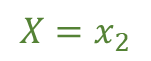 X = x₂